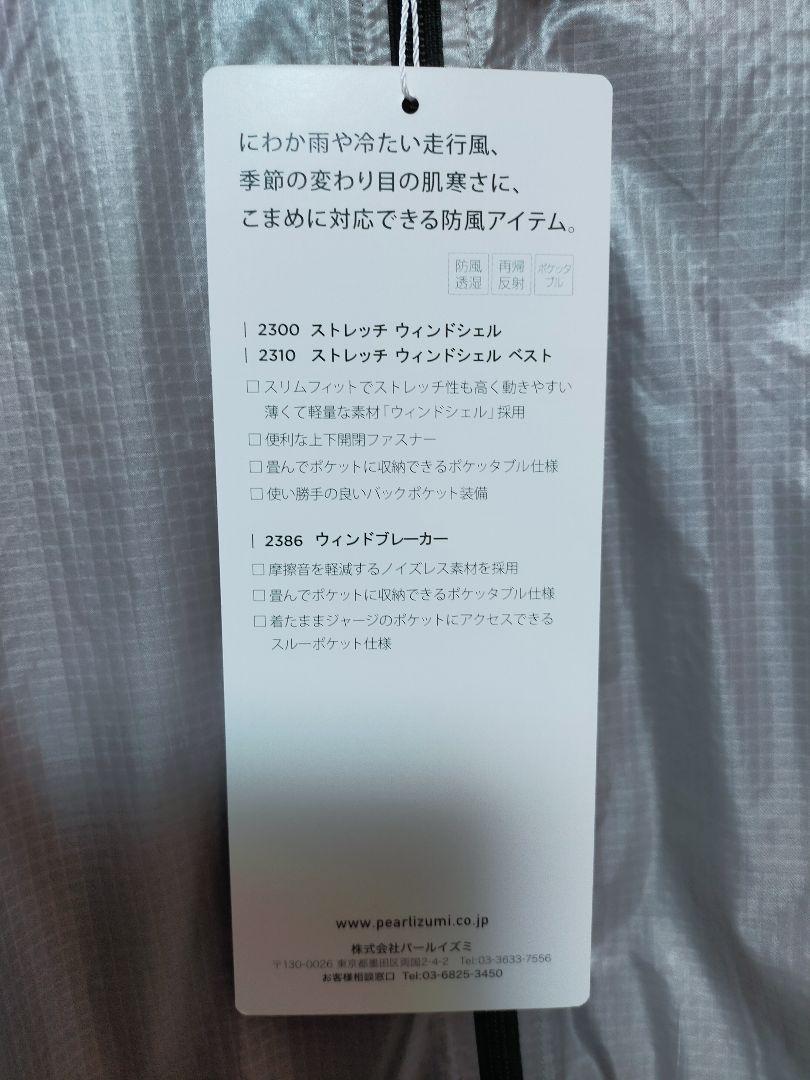 にわか雨や冷たい走行風、
季節の変わり目の肌寒さに、
こまめに対応できる防風アイテム。
防風透湿 再帰反射 ポケッタブル
| 2300 ストレッチ ウィンドシェル
| 2310 ストレッチ ウィンドシェル ベスト
□ スリムフィットでストレッチ性も高く動きやすい
薄くて軽量な素材「ウィンドシェル」採用
□ 便利な上下開閉ファスナー
□ 畳んでポケットに収納できるポケッタブル仕様
□ 使い勝手の良いバックポケット装備
| 2386 ウィンドブレーカー
□ 摩擦音を軽減するノイズレス素材を採用
□ 畳んでポケットに収納できるポケッタブル仕様
□ 着たままジャージのポケットにアクセスできる
スルーポケット仕様
www.pearlizumi.co.jp
株式会社パールイズミ
〒130-0026 東京都墨田区両国2-4-2 Tel:03-3633-7556
お客様相談窓口 Tel:03-6825-3450